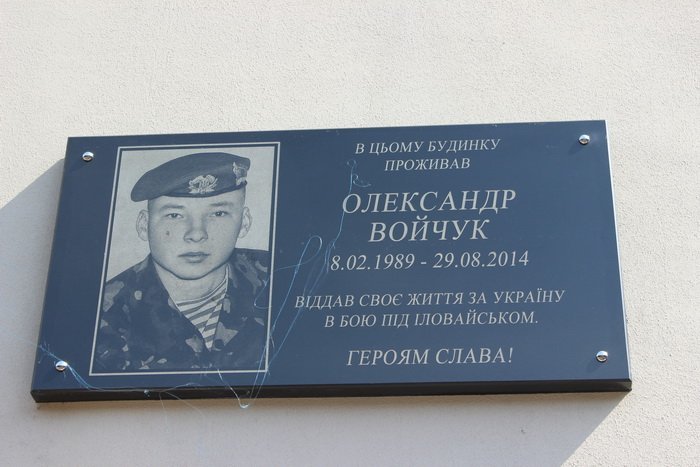 В ЦЬОМУ БУДИНКУ
ПРОЖИВАВ
ОЛЕКСАНДР
ВОЙЧУК
8.02.1989 - 29.08.2014
ВІДДАВ СВОЄ ЖИТТЯ ЗА УКРАЇНУ
В БОЮ ПІД ІЛОВАЙСЬКОМ.
ГЕРОЯМ СЛАВА!